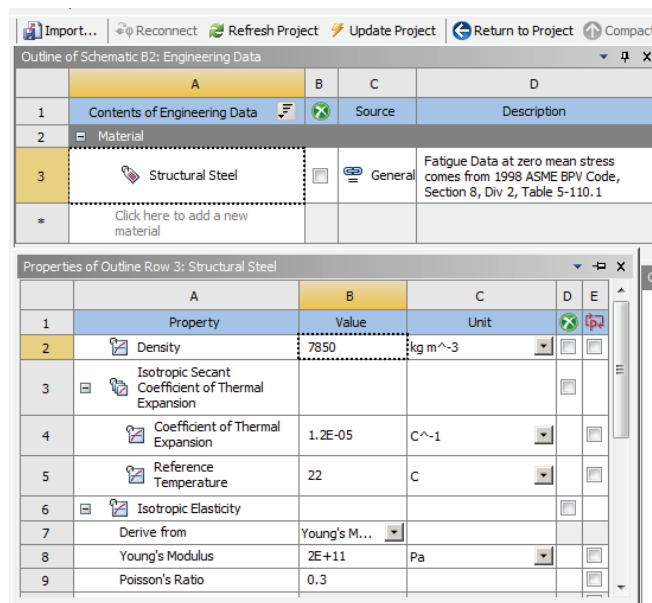 Import... Reconnect Refresh Project Update Project Return to Project Compact
Outline of Schematic B2: Engineering Data
A B C D
1 Contents of Engineering Data Source Description
2 Material
3 Structural Steel General Fatigue Data at zero mean stress
comes from 1998 ASME BPV Code,
Section 8, Div 2, Table 5-110.1
* Click here to add a new
material
Properties of Outline Row 3: Structural Steel
A B C D E
1 Property Value Unit
2 Density 7850 kg m^-3
3 Isotropic Secant
Coefficient of Thermal
Expansion
4 Coefficient of Thermal
Expansion 1.2E-05 C^-1
5 Reference
Temperature 22 C
6 Isotropic Elasticity
7 Derive from Young's M...
8 Young's Modulus 2E+11 Pa
9 Poisson's Ratio 0.3